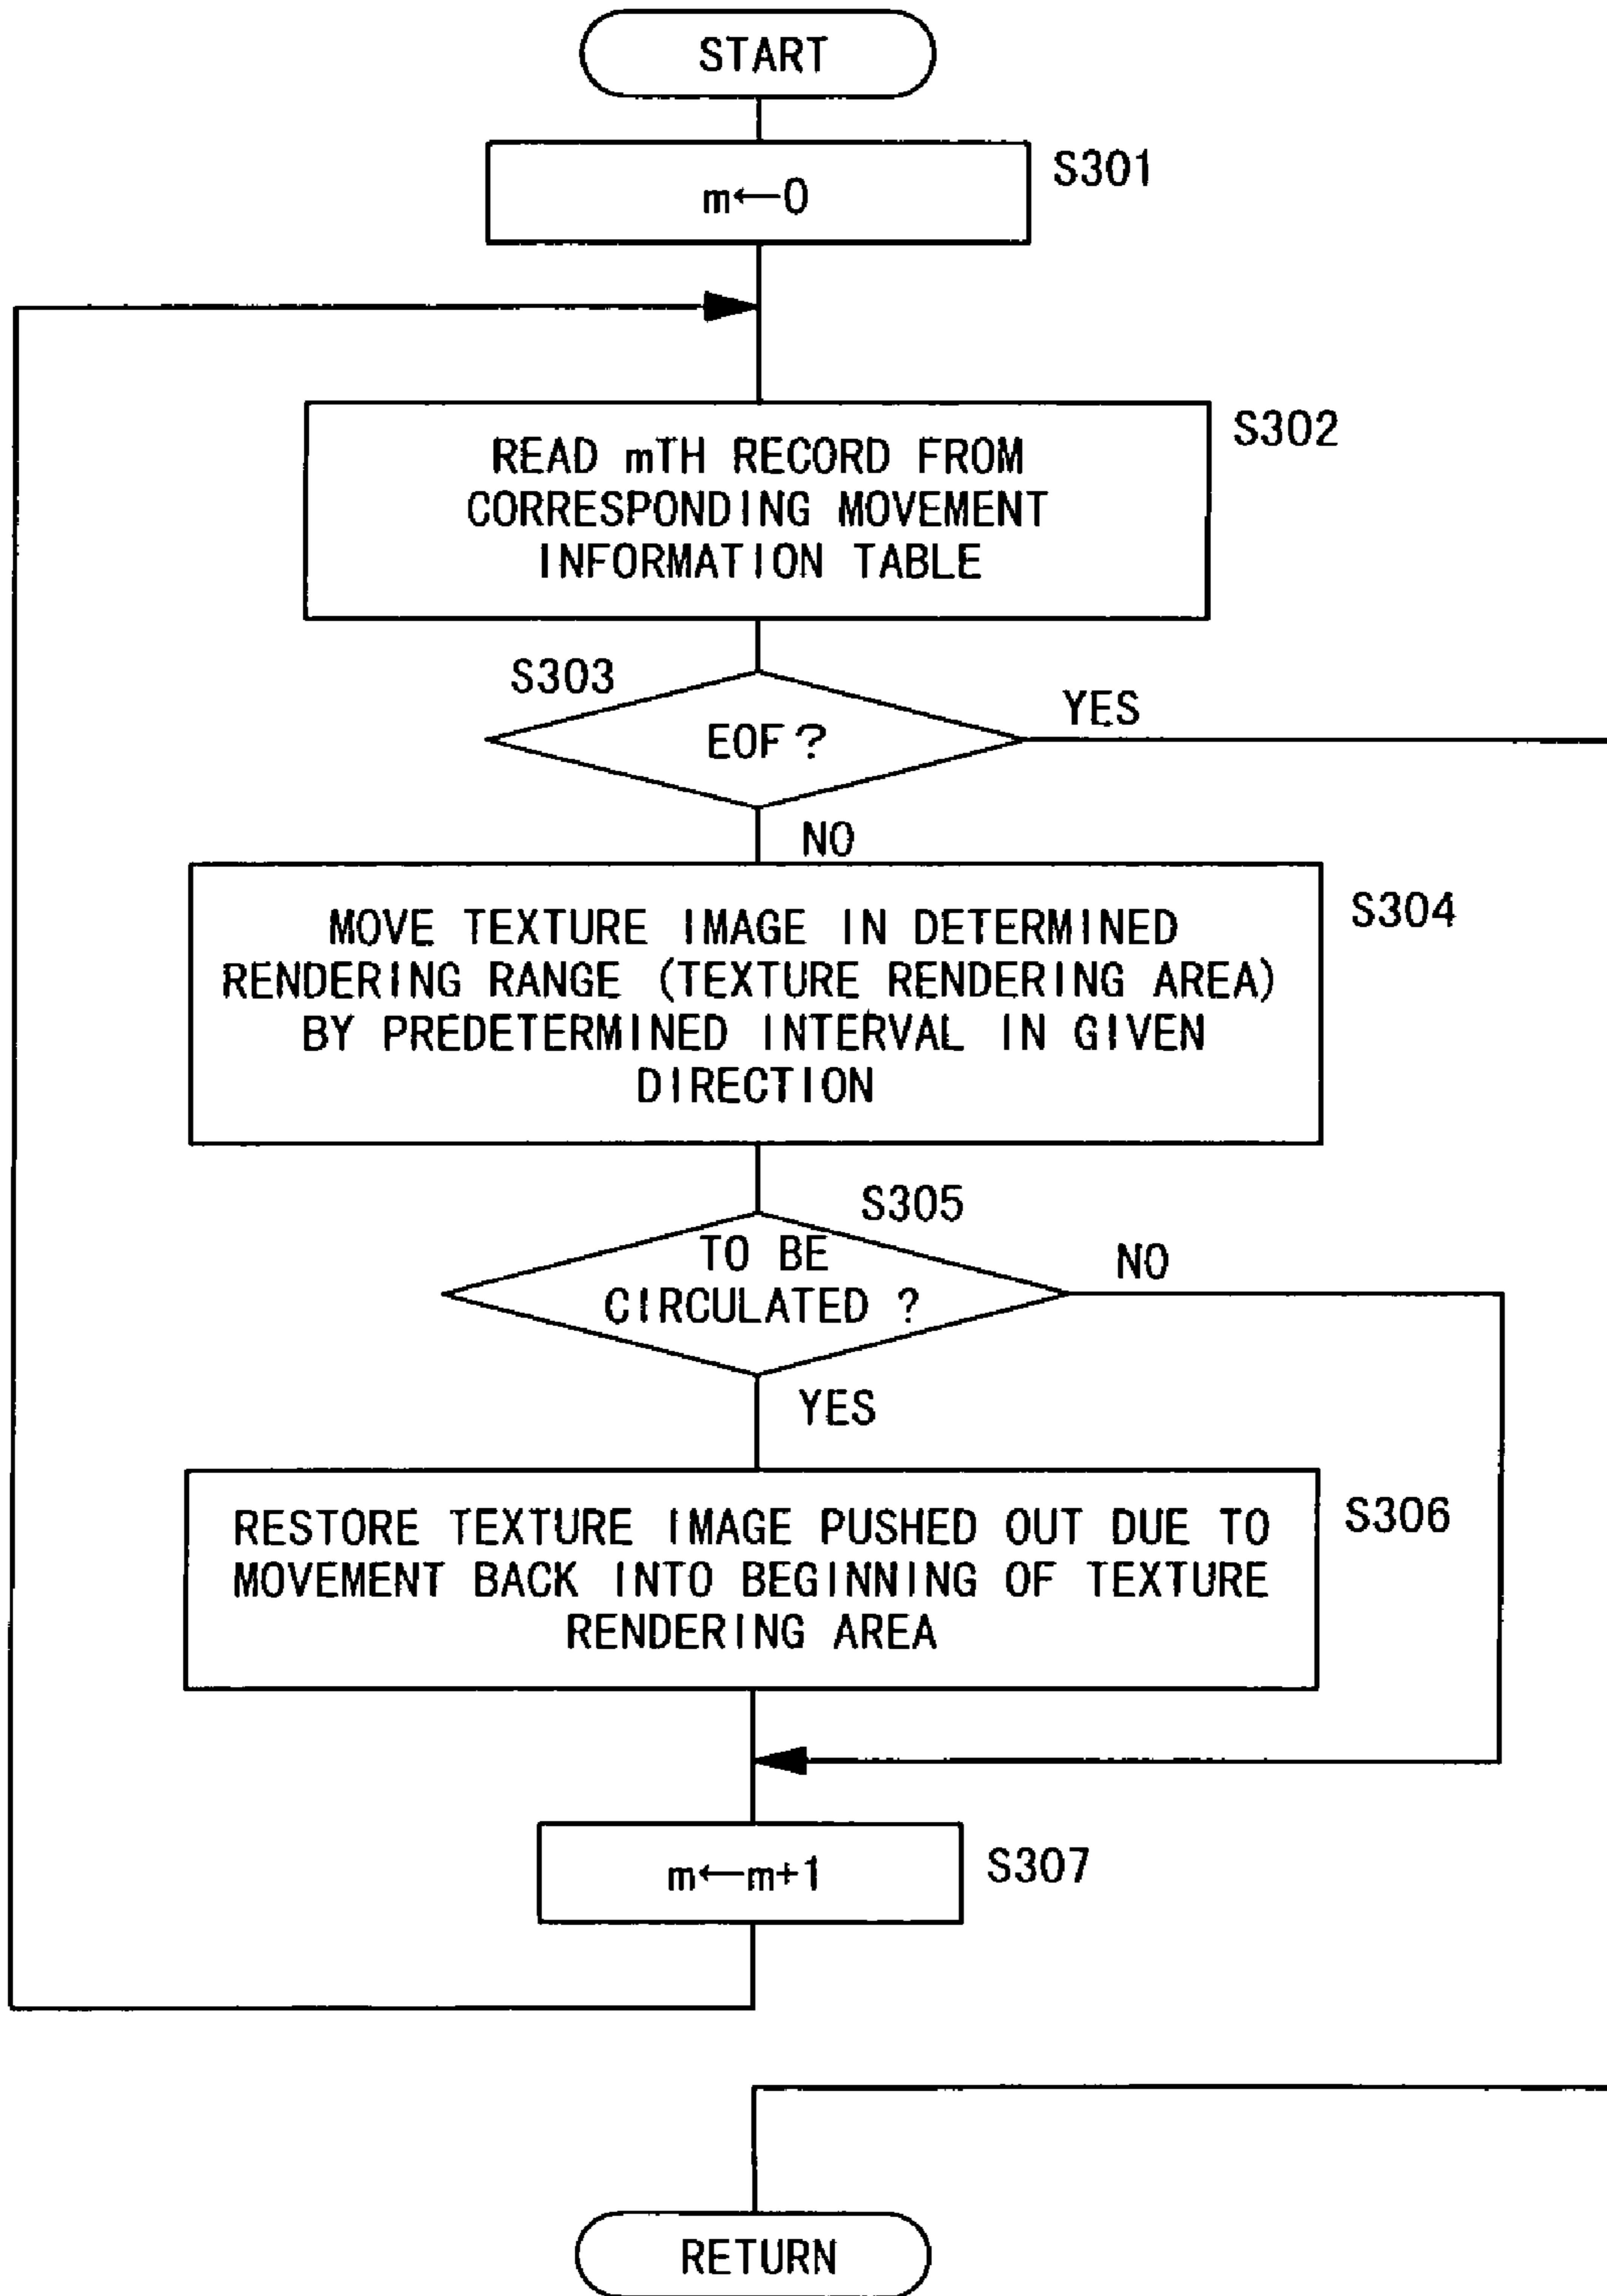 START
m←0
S301
READ mTH RECORD FROM
CORRESPONDING MOVEMENT
INFORMATION TABLE
S302
S303
EOF?
YES
NO
MOVE TEXTURE IMAGE IN DETERMINED
RENDERING RANGE (TEXTURE RENDERING AREA)
BY PREDETERMINED INTERVAL IN GIVEN
DIRECTION
S304
S305
TO BE
CIRCULATED ?
NO
YES
RESTORE TEXTURE IMAGE PUSHED OUT DUE TO
MOVEMENT BACK INTO BEGINNING OF TEXTURE
RENDERING AREA
S306
m←m+1
S307
RETURN